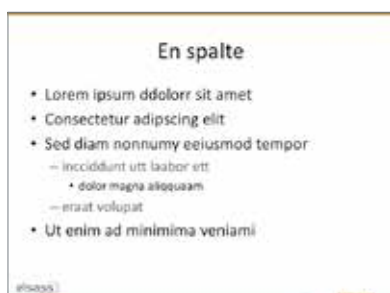 En spalte
• Lorem ipsum ddolorr sit amet
• Consectetur adipscing elit
• Sed diam nonnumy eeiusmod tempor
– incciddunt utt laabor ett
• dolor magna aliqquaam
– eraat volupat
• Ut enim ad minimima veniami
elsass